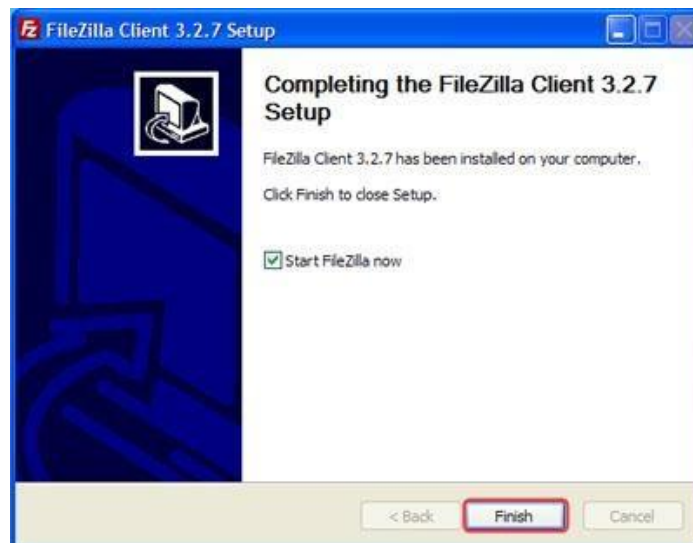 FileZilla Client 3.2.7 Setup
Completing the FileZilla Client 3.2.7
Setup
FileZilla Client 3.2.7 has been installed on your computer.
Click Finish to close Setup.
Start FileZilla now
< Back Finish Cancel